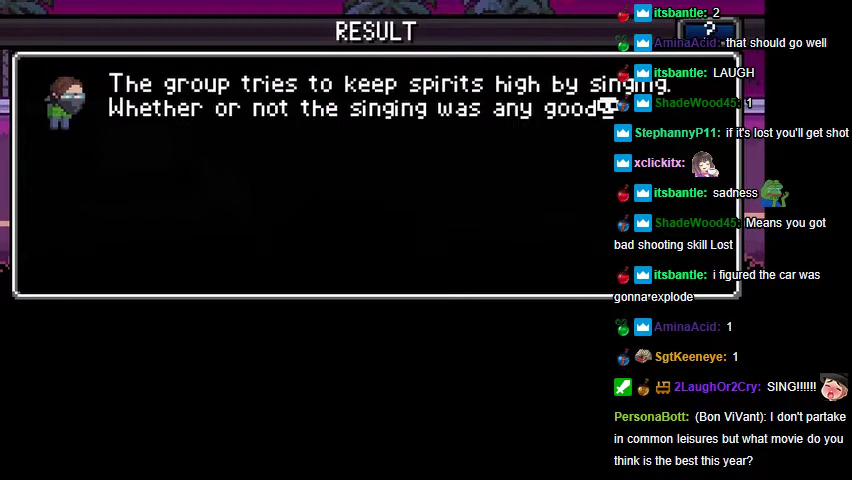 RESULT
?
The group tries to keep spirits high by singing.
Whether or not the singing was any good
itsbantle: 2
AminaAcid: that should go well
itsbantle: LAUGH
ShadeWood45: 1
StephannyP11: if it's lost you'll get shot
xclickitx:
itsbantle: sadness
ShadeWood45: Means you got
bad shooting skill Lost
itsbantle: i figured the car was
gonna explode
AminaAcid: 1
SgtKeeneye: 1
2LaughOr2Cry: SING!!!!!!
PersonaBott: (Bon ViVant): I don't partake
in common leisures but what movie do you
think is the best this year?